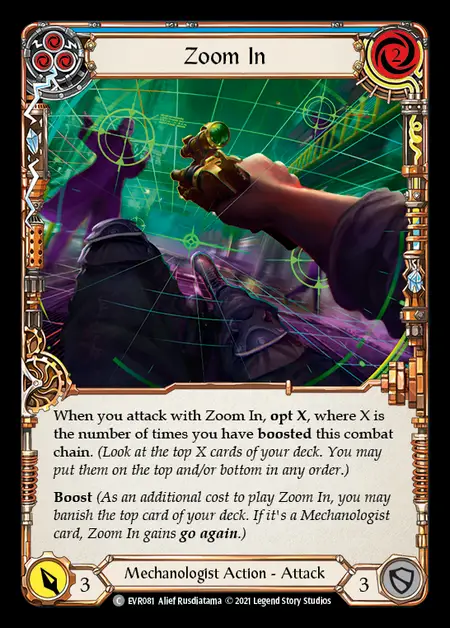 Zoom In
2
When you attack with Zoom In, opt X, where X is
the number of times you have boosted this combat
chain. (Look at the top X cards of your deck. You may
put them on the top and/or bottom in any order.)
Boost (As an additional cost to play Zoom In, you may
banish the top card of your deck. If it's a Mechanologist
card, Zoom In gains go again.)
3
Mechanologist Action - Attack
3
C EVR081 Alief Rusdiatama © 2021 Legend Story Studios